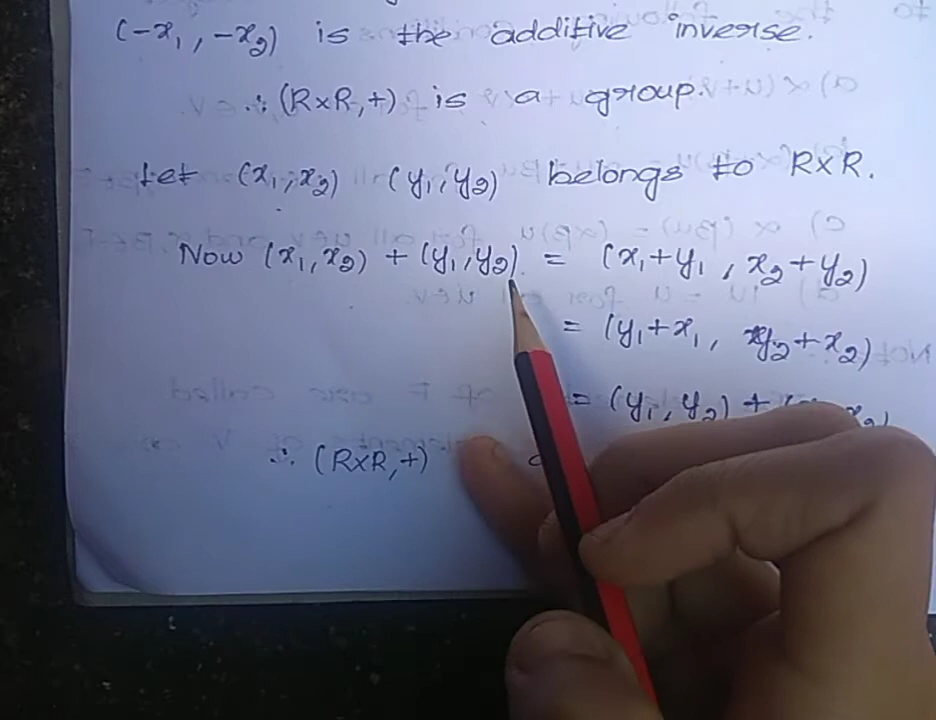 (-x₁, -x₂) is the additive inverse.
∴ (R×R, +) is a group.
Let (x₁, x₂) (y₁, y₂) belongs to R×R.
Now (x₁, x₂) + (y₁, y₂) = (x₁+y₁, x₂+y₂)
= (y₁+x₁, y₂+x₂)
= (y₁, y₂) + (
∴ (R×R, +)